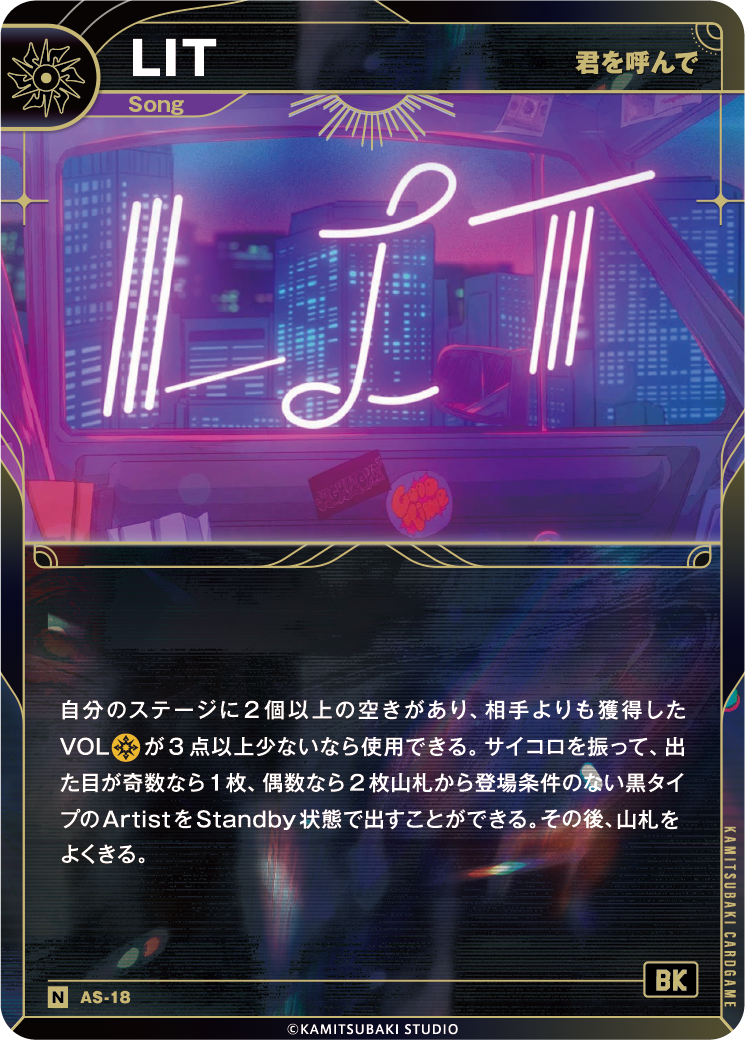 LIT
君を呼んで
Song
LIT
GOOD
Time
自分のステージに2個以上の空きがあり、相手よりも獲得した
VOLが3点以上少ないなら使用できる。サイコロを振って、出
た目が奇数なら1枚、偶数なら2枚山札から登場条件のない黒タイ
プのArtistをStandby状態で出すことができる。その後、山札を
よくきる。
KAMITSUBAKI CARDGAME
BK
N AS-18
©KAMITSUBAKI STUDIO